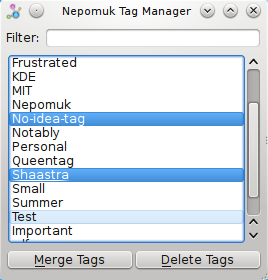 Nepomuk Tag Manager
Filter:
Frustrated
KDE
MIT
Nepomuk
No-idea-tag
Notably
Personal
Queentag
Shaastra
Small
Summer
Test
Important
Merge Tags Delete Tags